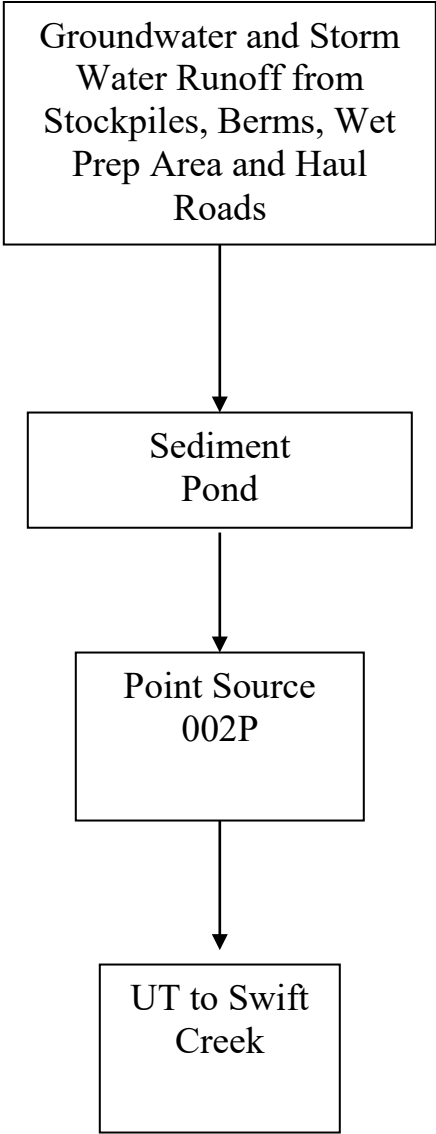 Groundwater and Storm
Water Runoff from
Stockpiles, Berms, Wet
Prep Area and Haul
Roads
Sediment
Pond
Point Source
002P
UT to Swift
Creek